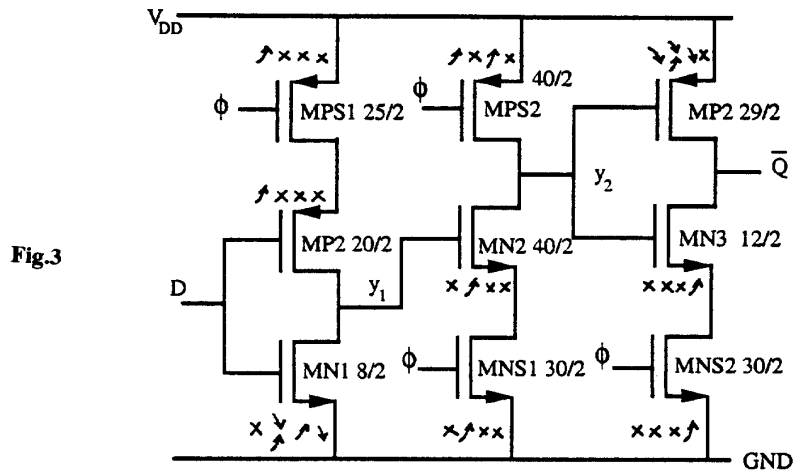 V_DD
↗ x x x
↗ x ↗ x
x
ϕ
MPS1 25/2
ϕ
40/2
MPS2
MP2 29/2
Q̅
↗ x x x
y₂
Fig.3
D
MP2 20/2
y₁
MN2 40/2
MN3 12/2
x ↗ x x
x x x ↗
MN1 8/2
ϕ
MNS1 30/2
ϕ
MNS2 30/2
x ↘ ↗ ↗ ↘
x ↗ x x
x x x ↗
GND